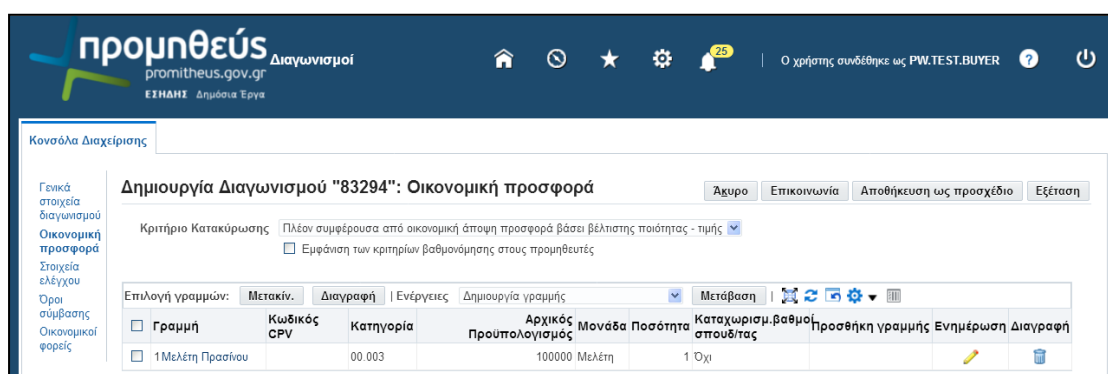 προμηθεύς Διαγωνισμοί
promitheus.gov.gr
ΕΣΗΔΗΣ Δημόσια Έργα
25
Ο χρήστης συνδέθηκε ως PW.TEST.BUYER ?
Κονσόλα Διαχείρισης
Γενικά
στοιχεία
διαγωνισμού
Οικονομική
προσφορά
Στοιχεία
ελέγχου
Όροι
σύμβασης
Οικονομικοί
φορείς
Δημιουργία Διαγωνισμού "83294": Οικονομική προσφορά
Άκυρο Επικοινωνία Αποθήκευση ως προσχέδιο Εξέταση
Κριτήριο Κατακύρωσης Πλέον συμφέρουσα από οικονομική άποψη προσφορά βάσει βέλτιστης ποιότητας - τιμής
Εμφάνιση των κριτηρίων βαθμονόμησης στους προμηθευτές
Επιλογή γραμμών: Μετακίν. Διαγραφή | Ενέργειες Δημιουργία γραμμής Μετάβαση |
Γραμμή Κωδικός CPV Κατηγορία Αρχικός Προϋπολογισμός Μονάδα Ποσότητα Καταχωρισμ.βαθμοί σπουδ/τας Προσθήκη γραμμής Ενημέρωση Διαγραφή
1 Μελέτη Πρασίνου 00.003 100000 Μελέτη 1 Όχι